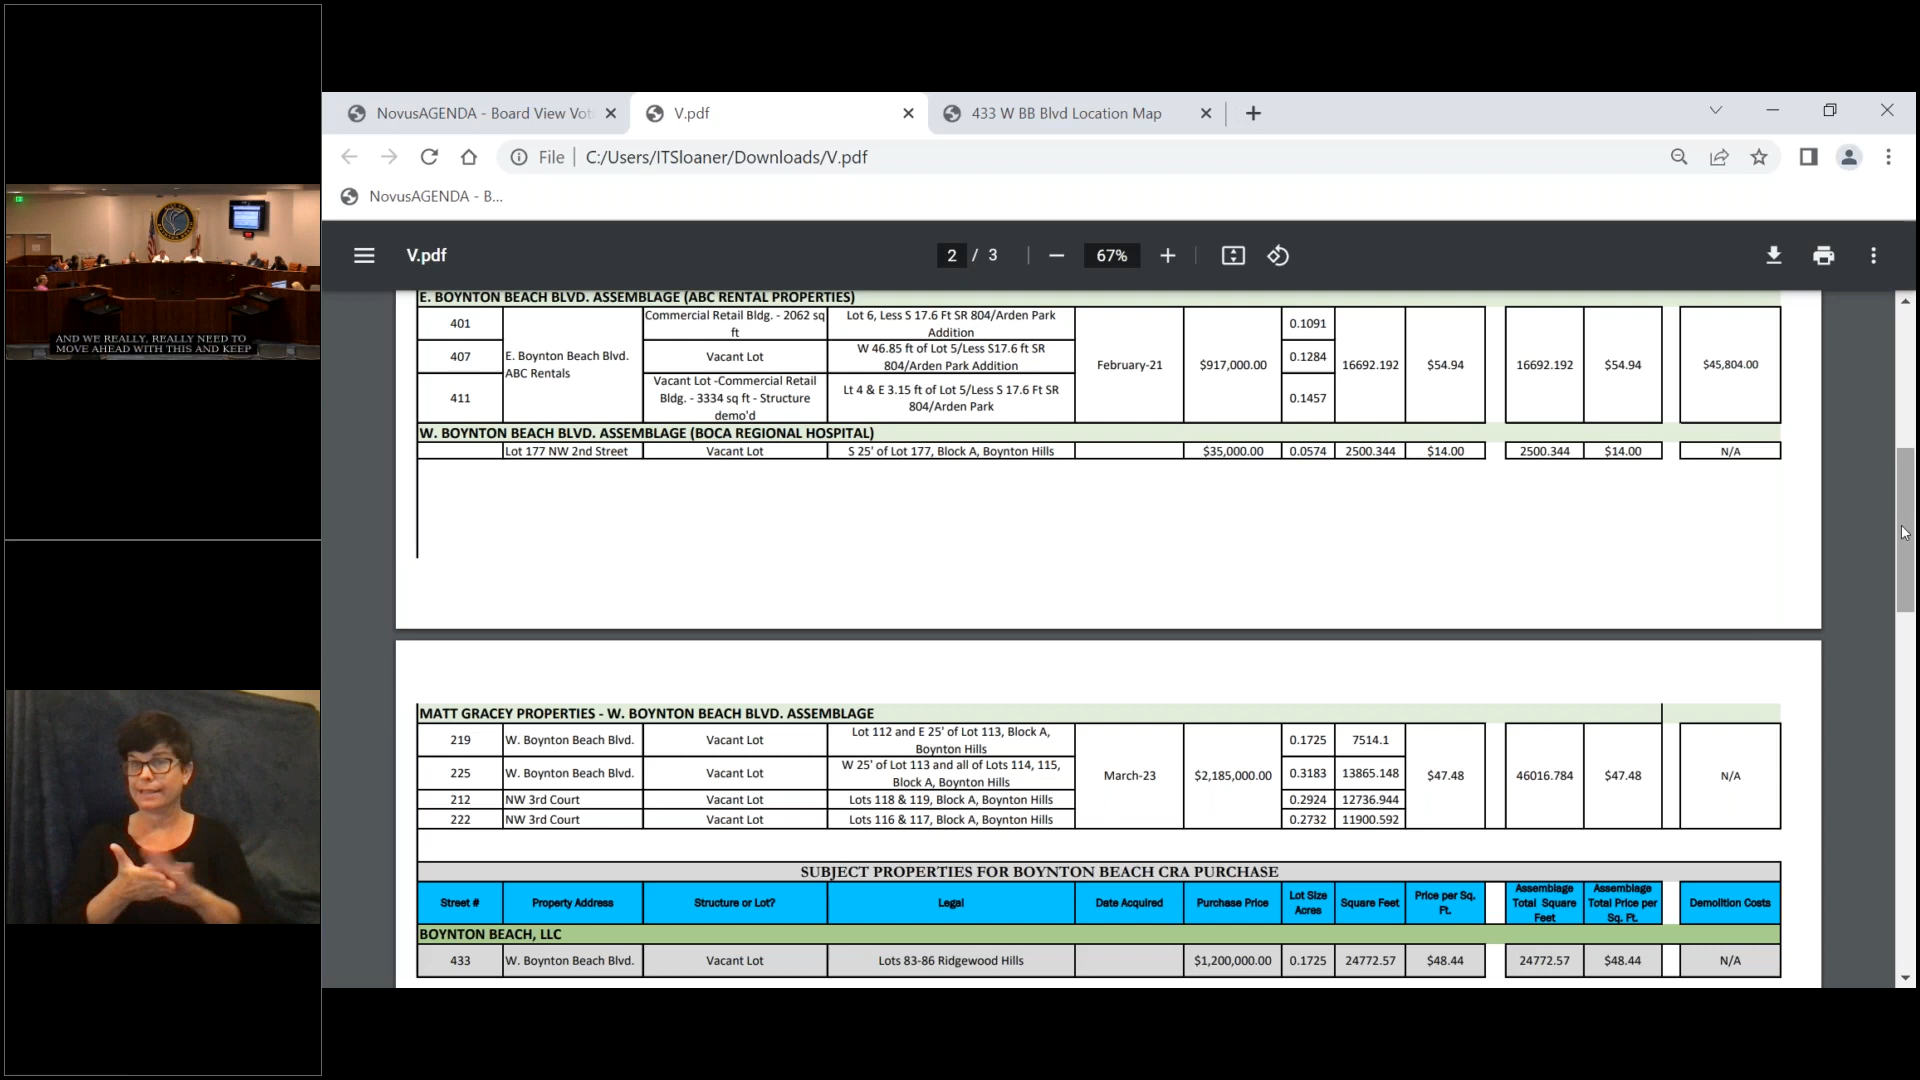 NovusAGENDA - Board View Vot
V.pdf
433 W BB Blvd Location Map
File
C:/Users/ITSloaner/Downloads/V.pdf
NovusAGENDA - B...
V.pdf
2 / 3
67%
AND WE REALLY, REALLY NEED TO
MOVE AHEAD WITH THIS AND KEEP
E. BOYNTON BEACH BLVD. ASSEMBLAGE (ABC RENTAL PROPERTIES)
401
E. Boynton Beach Blvd.
ABC Rentals
Commercial Retail Bldg. - 2062 sq
ft
Lot 6, Less S 17.6 Ft SR 804/Arden Park
Addition
February-21
$917,000.00
0.1091
16692.192
$54.94
16692.192
$54.94
$45,804.00
407
Vacant Lot
W 46.85 ft of Lot 5/Less S17.6 ft SR
804/Arden Park Addition
0.1284
411
Vacant Lot -Commercial Retail
Bldg. - 3334 sq ft - Structure
demo'd
Lt 4 & E 3.15 ft of Lot 5/Less S 17.6 Ft SR
804/Arden Park
0.1457
W. BOYNTON BEACH BLVD. ASSEMBLAGE (BOCA REGIONAL HOSPITAL)
Lot 177 NW 2nd Street
Vacant Lot
S 25' of Lot 177, Block A, Boynton Hills
$35,000.00
0.0574
2500.344
$14.00
2500.344
$14.00
N/A
MATT GRACEY PROPERTIES - W. BOYNTON BEACH BLVD. ASSEMBLAGE
219
W. Boynton Beach Blvd.
Vacant Lot
Lot 112 and E 25' of Lot 113, Block A,
Boynton Hills
March-23
$2,185,000.00
0.1725
7514.1
$47.48
46016.784
$47.48
N/A
225
W. Boynton Beach Blvd.
Vacant Lot
W 25' of Lot 113 and all of Lots 114, 115,
Block A, Boynton Hills
0.3183
13865.148
212
NW 3rd Court
Vacant Lot
Lots 118 & 119, Block A, Boynton Hills
0.2924
12736.944
222
NW 3rd Court
Vacant Lot
Lots 116 & 117, Block A, Boynton Hills
0.2732
11900.592
SUBJECT PROPERTIES FOR BOYNTON BEACH CRA PURCHASE
Street #
Property Address
Structure or Lot?
Legal
Date Acquired
Purchase Price
Lot Size
Acres
Square Feet
Price per Sq.
Ft.
Assemblage
Total Square
Feet
Assemblage
Total Price per
Sq. Ft.
Demolition Costs
BOYNTON BEACH, LLC
433
W. Boynton Beach Blvd.
Vacant Lot
Lots 83-86 Ridgewood Hills
$1,200,000.00
0.1725
24772.57
$48.44
24772.57
$48.44
N/A